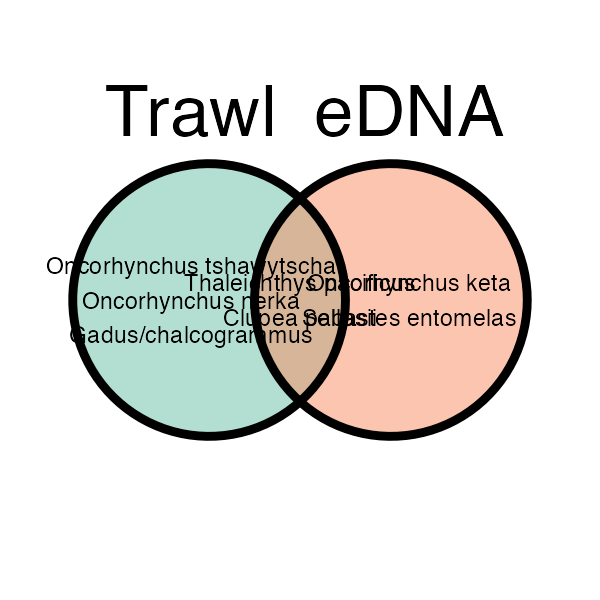 Trawl eDNA
Oncorhynchus tshawytscha
Oncorhynchus nerka
Gadus/chalcogrammus
Thaleichthys pacificus
Clupea pallasii
Oncorhynchus keta
Sebastes entomelas